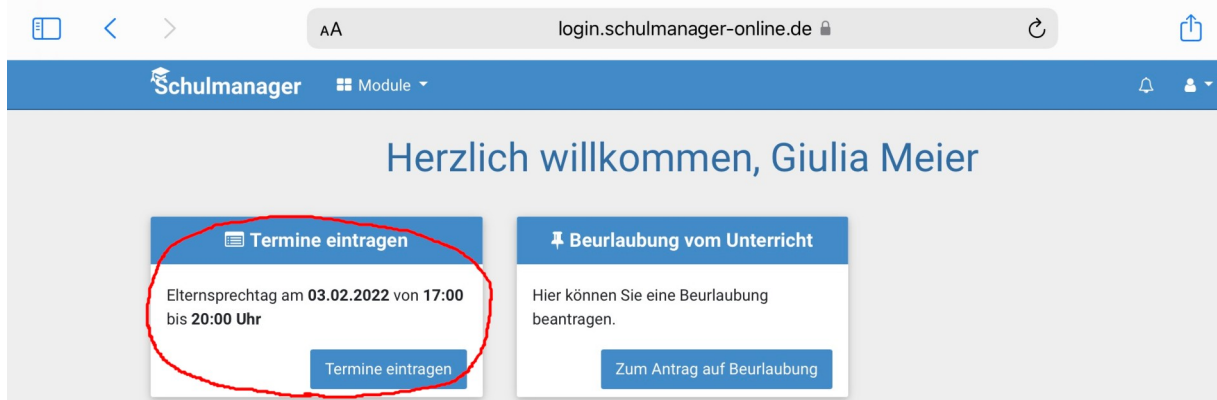 AA
login.schulmanager-online.de
Schulmanager
Module
Herzlich willkommen, Giulia Meier
Termine eintragen
Elternsprechtag am 03.02.2022 von 17:00
bis 20:00 Uhr
Termine eintragen
Beurlaubung vom Unterricht
Hier können Sie eine Beurlaubung
beantragen.
Zum Antrag auf Beurlaubung